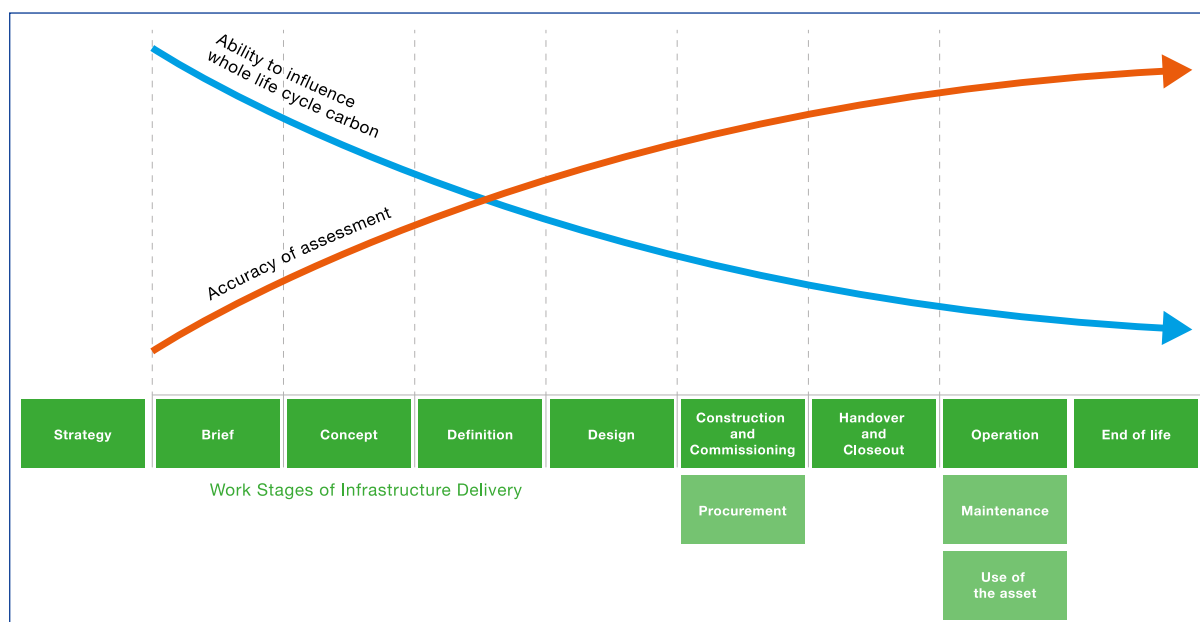 Ability to influence
whole life cycle carbon
Accuracy of assessment
Strategy
Brief
Concept
Definition
Design
Construction
and
Commissioning
Handover
and
Closeout
Operation
End of life
Work Stages of Infrastructure Delivery
Procurement
Maintenance
Use of
the asset